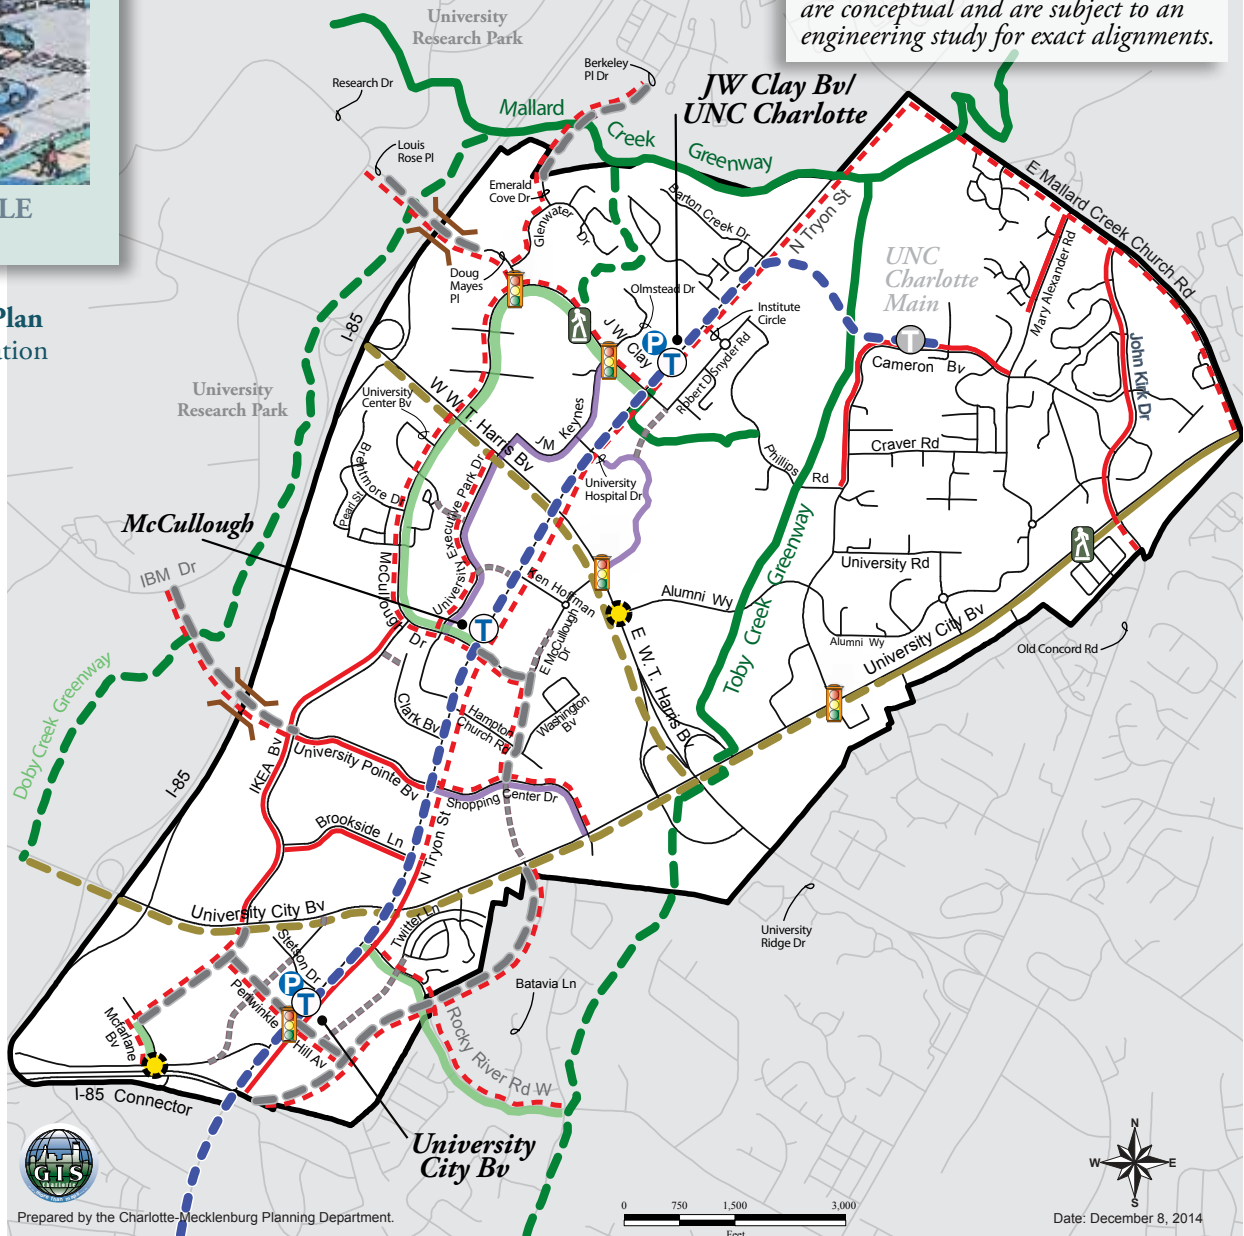 are conceptual and are subject to an
engineering study for exact alignments.
LE
Plan
ation
University
Research Park
Berkeley
Pl Dr
Research Dr
JW Clay Bv/
UNC Charlotte
Mallard
Creek
Greenway
Louis
Rose Pl
E Mallard Creek Church Rd
Emerald
Cove Dr
Glenwater
Dr
Barton Creek Dr
N Tryon St
UNC
Charlotte
Main
Mary Alexander Rd
Doug
Mayes
Pl
Olmstead Dr
Institute
Circle
I-85
J W Clay
P
T
T
Robert D Snyder Rd
Cameron Bv
John Kirk Dr
University
Research Park
University
Center Bv
W W. T. Harris Bv
JM Keynes
Craver Rd
Brentmore Dr
Pearl St
University Executive Park Dr
University
Hospital Dr
Phillips Rd
McCullough
IBM Dr
McCullough Dr
Ken Hoffman
University Rd
Alumni Wy
Toby Creek Greenway
T
E McCullough
Dr
E W. T. Harris Bv
Alumni Wy
University City Bv
Old Concord Rd
Doby Creek Greenway
Clark Bv
Hampton
Church Rd
Washington
Bv
IKEA Bv
University Pointe Bv
I-85
Shopping Center Dr
Brookside Ln
N Tryon St
University City Bv
Twitter Ln
Stetson Dr
University
Ridge Dr
P
T
Periwinkle
Hill Av
Batavia Ln
Mcfarlane
Bv
Rocky River Rd W
I-85 Connector
University
City Bv
GIS
N
W
E
S
0 750 1,500 3,000
Feet
Prepared by the Charlotte-Mecklenburg Planning Department.
Date: December 8, 2014